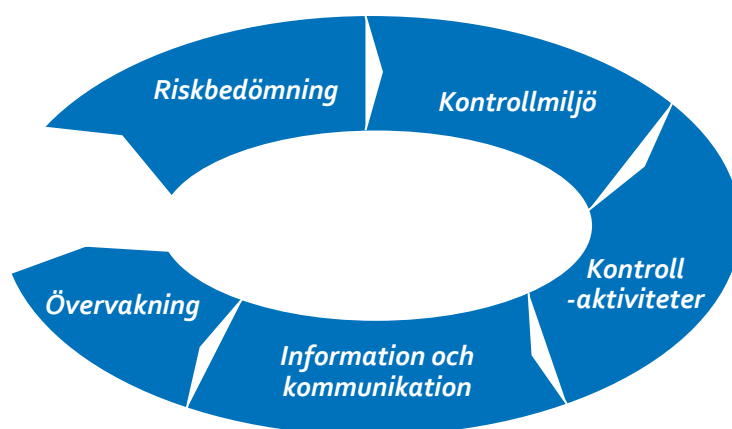 Riskbedömning
Kontrollmiljö
Kontroll
-aktiviteter
Information och
kommunikation
Övervakning